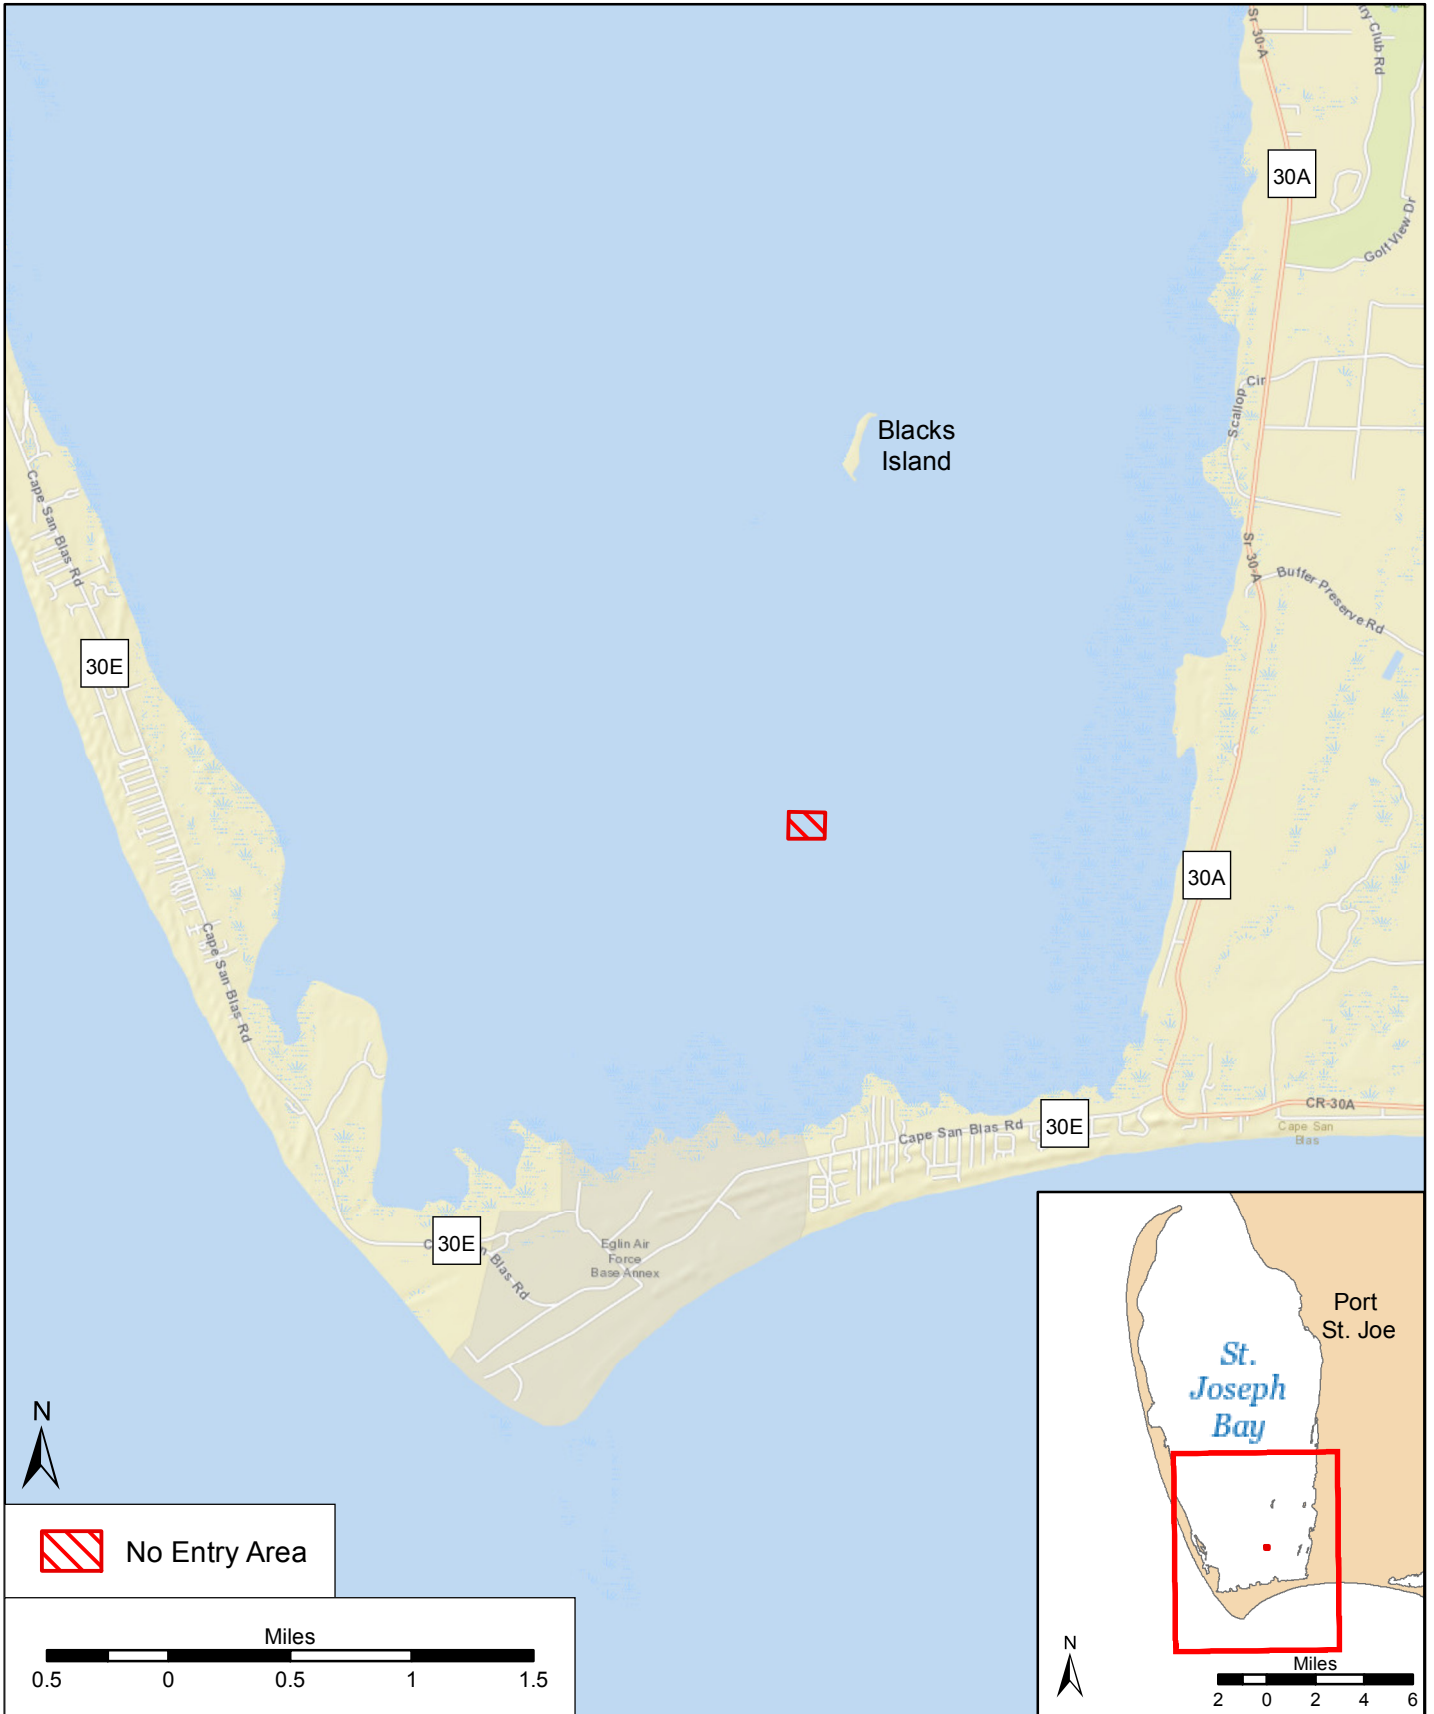 Sr 30-A
ry Club Rd
30A
Golf View Dr
Blacks
Island
Scallop
Cir
Cape San Blas Rd
Sr 30-A
Buffer Preserve Rd
30E
30A
Cape San Blas Rd
CR-30A
Cape San Blas Rd
30E
Cape San
Blas
30E
n Blas Rd
Eglin Air
Force
Base Annex
Port
St. Joe
St.
Joseph
Bay
N
No Entry Area
Miles
0.5 0 0.5 1 1.5
N
Miles
2 0 2 4 6